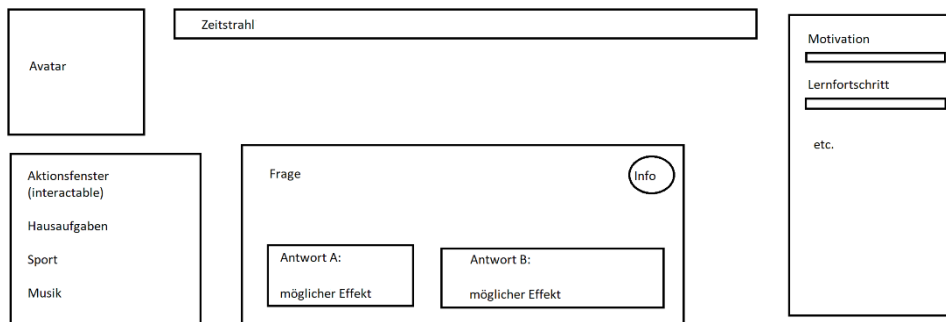 Zeitstrahl
Avatar
Motivation
Lernfortschritt
etc.
Aktionsfenster
(interactable)
Hausaufgaben
Sport
Musik
Frage
Info
Antwort A:
möglicher Effekt
Antwort B:
möglicher Effekt